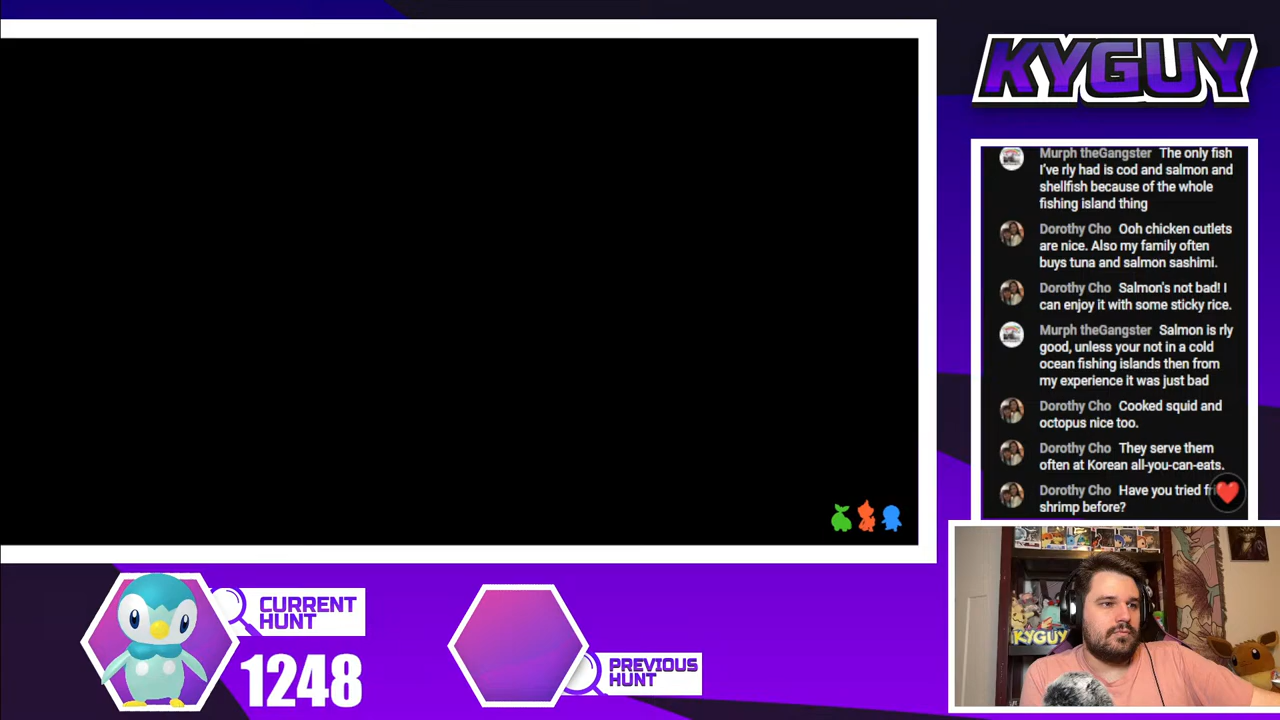 KYGUY
Murph theGangster The only fish
I've rly had is cod and salmon and
shellfish because of the whole
fishing island thing
Dorothy Cho Ooh chicken cutlets
are nice. Also my family often
buys tuna and salmon sashimi.
Dorothy Cho Salmon's not bad! I
can enjoy it with some sticky rice.
Murph theGangster Salmon is rly
good, unless your not in a cold
ocean fishing islands then from
my experience it was just bad
Dorothy Cho Cooked squid and
octopus nice too.
Dorothy Cho They serve them
often at Korean all-you-can-eats.
Dorothy Cho Have you tried
shrimp before?
CURRENT
HUNT
1248
PREVIOUS
HUNT
KYGUY